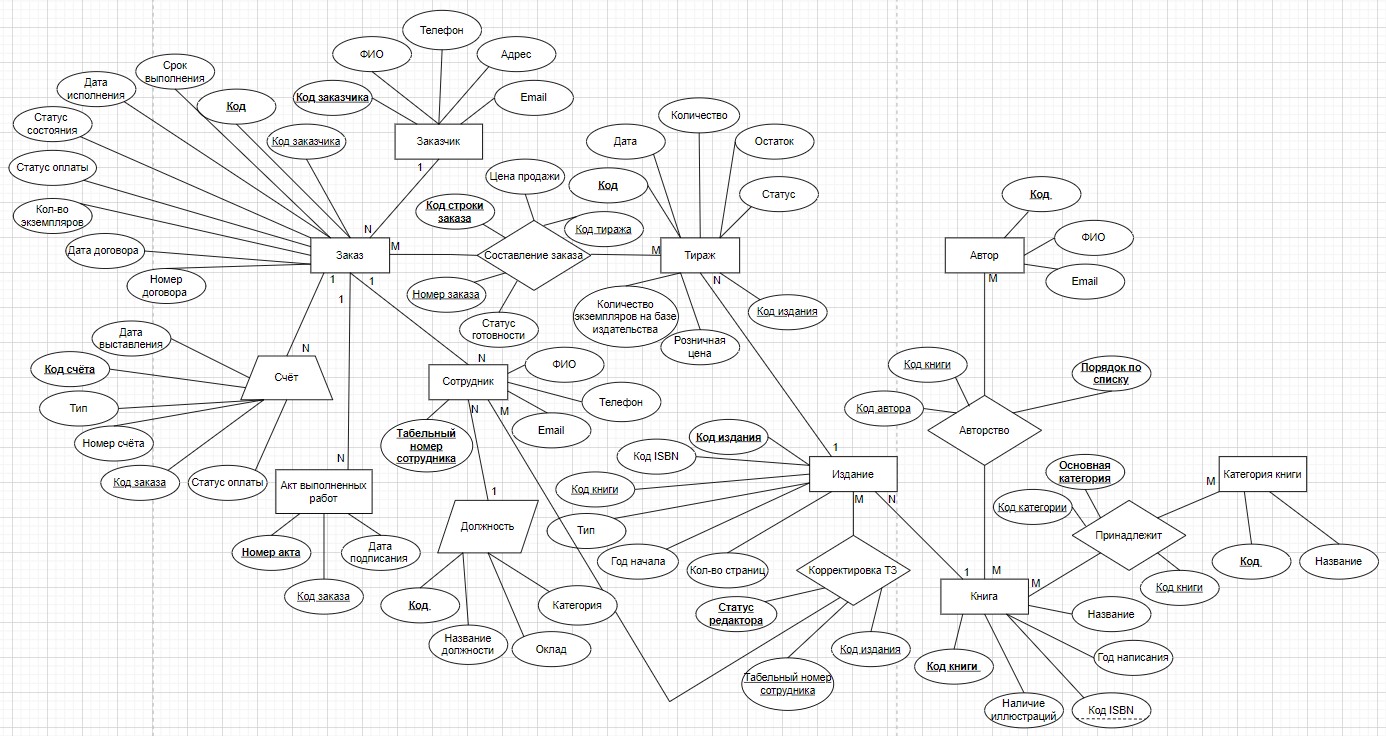 Телефон
ФИО
Адрес
Срок
выполнения
Дата
исполнения
Код
Код заказчика
Email
Статус
состояния
Код заказчика
Заказчик
Количество
Дата
Остаток
Статус оплаты
Цена продажи
Код
Статус
Код
Кол-во
экземпляров
Код строки
заказа
Код тиража
1
N
M
M
Дата договора
Заказ
Составление заказа
Тираж
Автор
ФИО
Номер
договора
Номер заказа
1
1
1
N
M
Email
Количество
экземпляров на базе
издательства
Код издания
Статус
готовности
Розничная
цена
Дата
выставления
N
N
Код счёта
Счёт
Сотрудник
ФИО
Код книги
Порядок по
списку
Тип
Телефон
Код автора
N
M
Номер счёта
Email
Табельный
номер
сотрудника
Код издания
Авторство
Код ISBN
1
N
Код заказа
Статус оплаты
Акт выполненных
работ
Код книги
Издание
Основная
категория
M
Категория книги
1
M
N
Код категории
Должность
Тип
Принадлежит
Номер акта
Дата
подписания
Год начала
Кол-во страниц
Корректировка ТЗ
1
M
M
Код
Название
Код заказа
Код
Категория
Книга
Код книги
Статус
редактора
Название
Название
должности
Оклад
Код издания
Код книги
Год написания
Табельный номер
сотрудника
Наличие
иллюстраций
Код ISBN